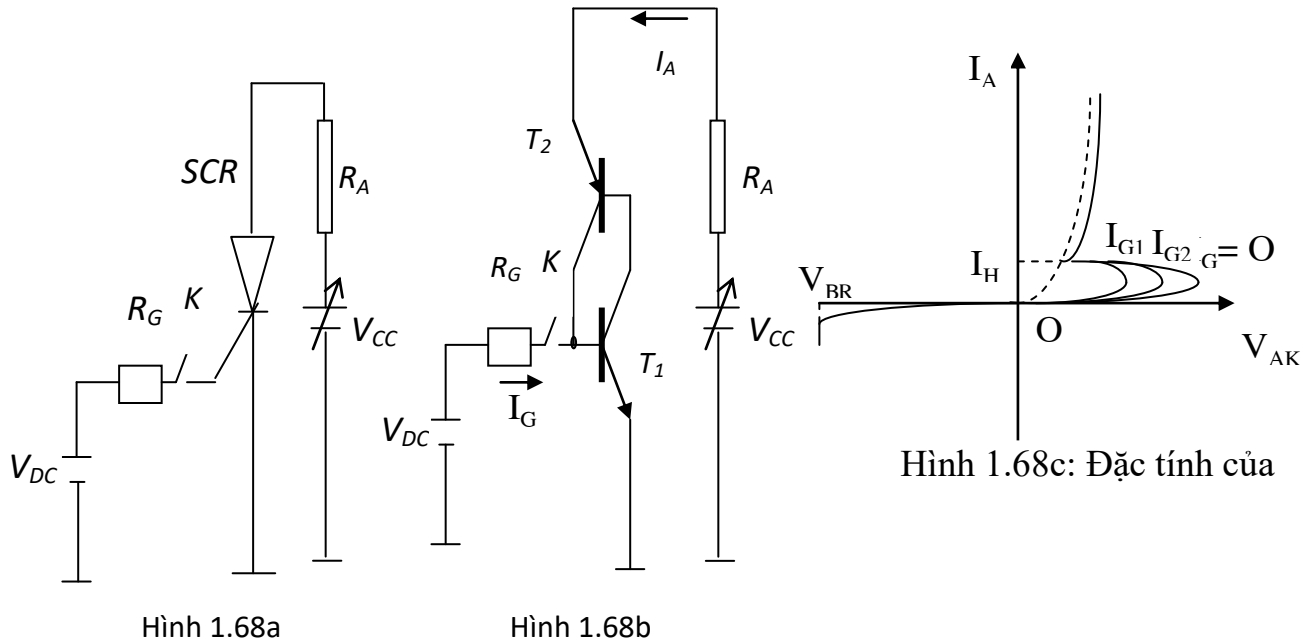 SCR
R_A
R_G
K
V_CC
V_DC
Hình 1.68a
I_A
T_2
R_A
R_G
K
T_1
I_G
V_CC
V_DC
Hình 1.68b
I_A
I_G1 I_G2 _G = O
I_H
V_BR
O
V_AK
Hình 1.68c: Đặc tính của